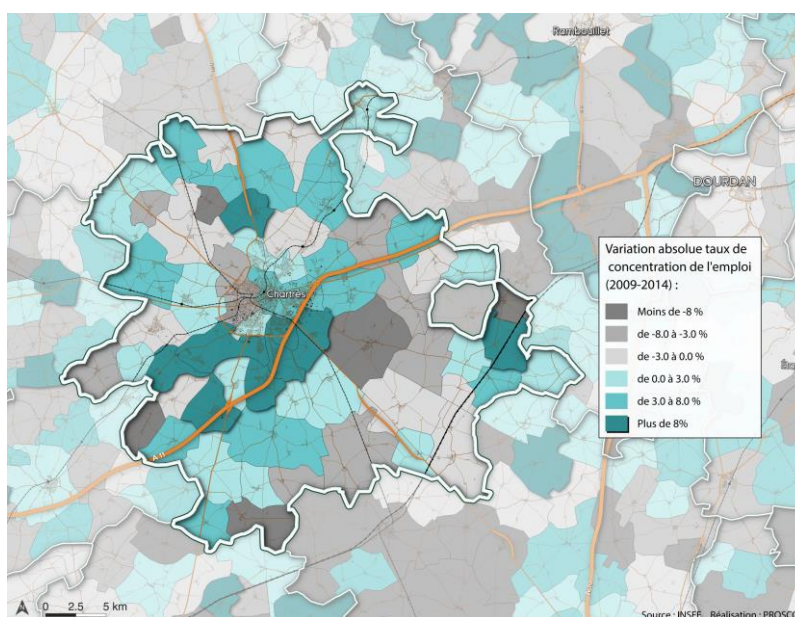 Rambouillet
DOURDAN
Variation absolue taux de
concentration de l'emploi
(2009-2014) :
Moins de -8 %
de -8.0 à -3.0 %
de -3.0 à 0.0 %
de 0.0 à 3.0 %
de 3.0 à 8.0 %
Plus de 8%
Chartres
A 11
0 2.5 5 km
Source : INSEE Réalisation : PROSCO